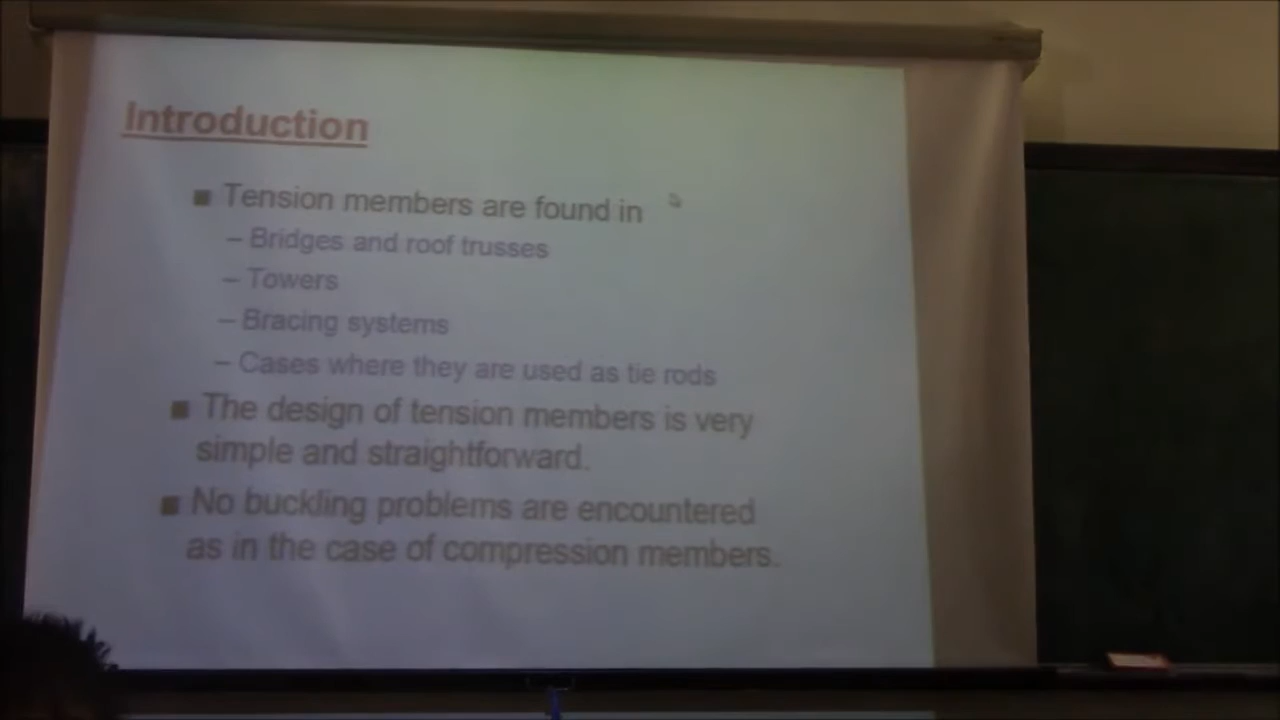 Introduction
■ Tension members are found in
– Bridges and roof trusses
– Towers
– Bracing systems
– Cases where they are used as tie rods
■ The design of tension members is very
simple and straightforward.
■ No buckling problems are encountered
as in the case of compression members.